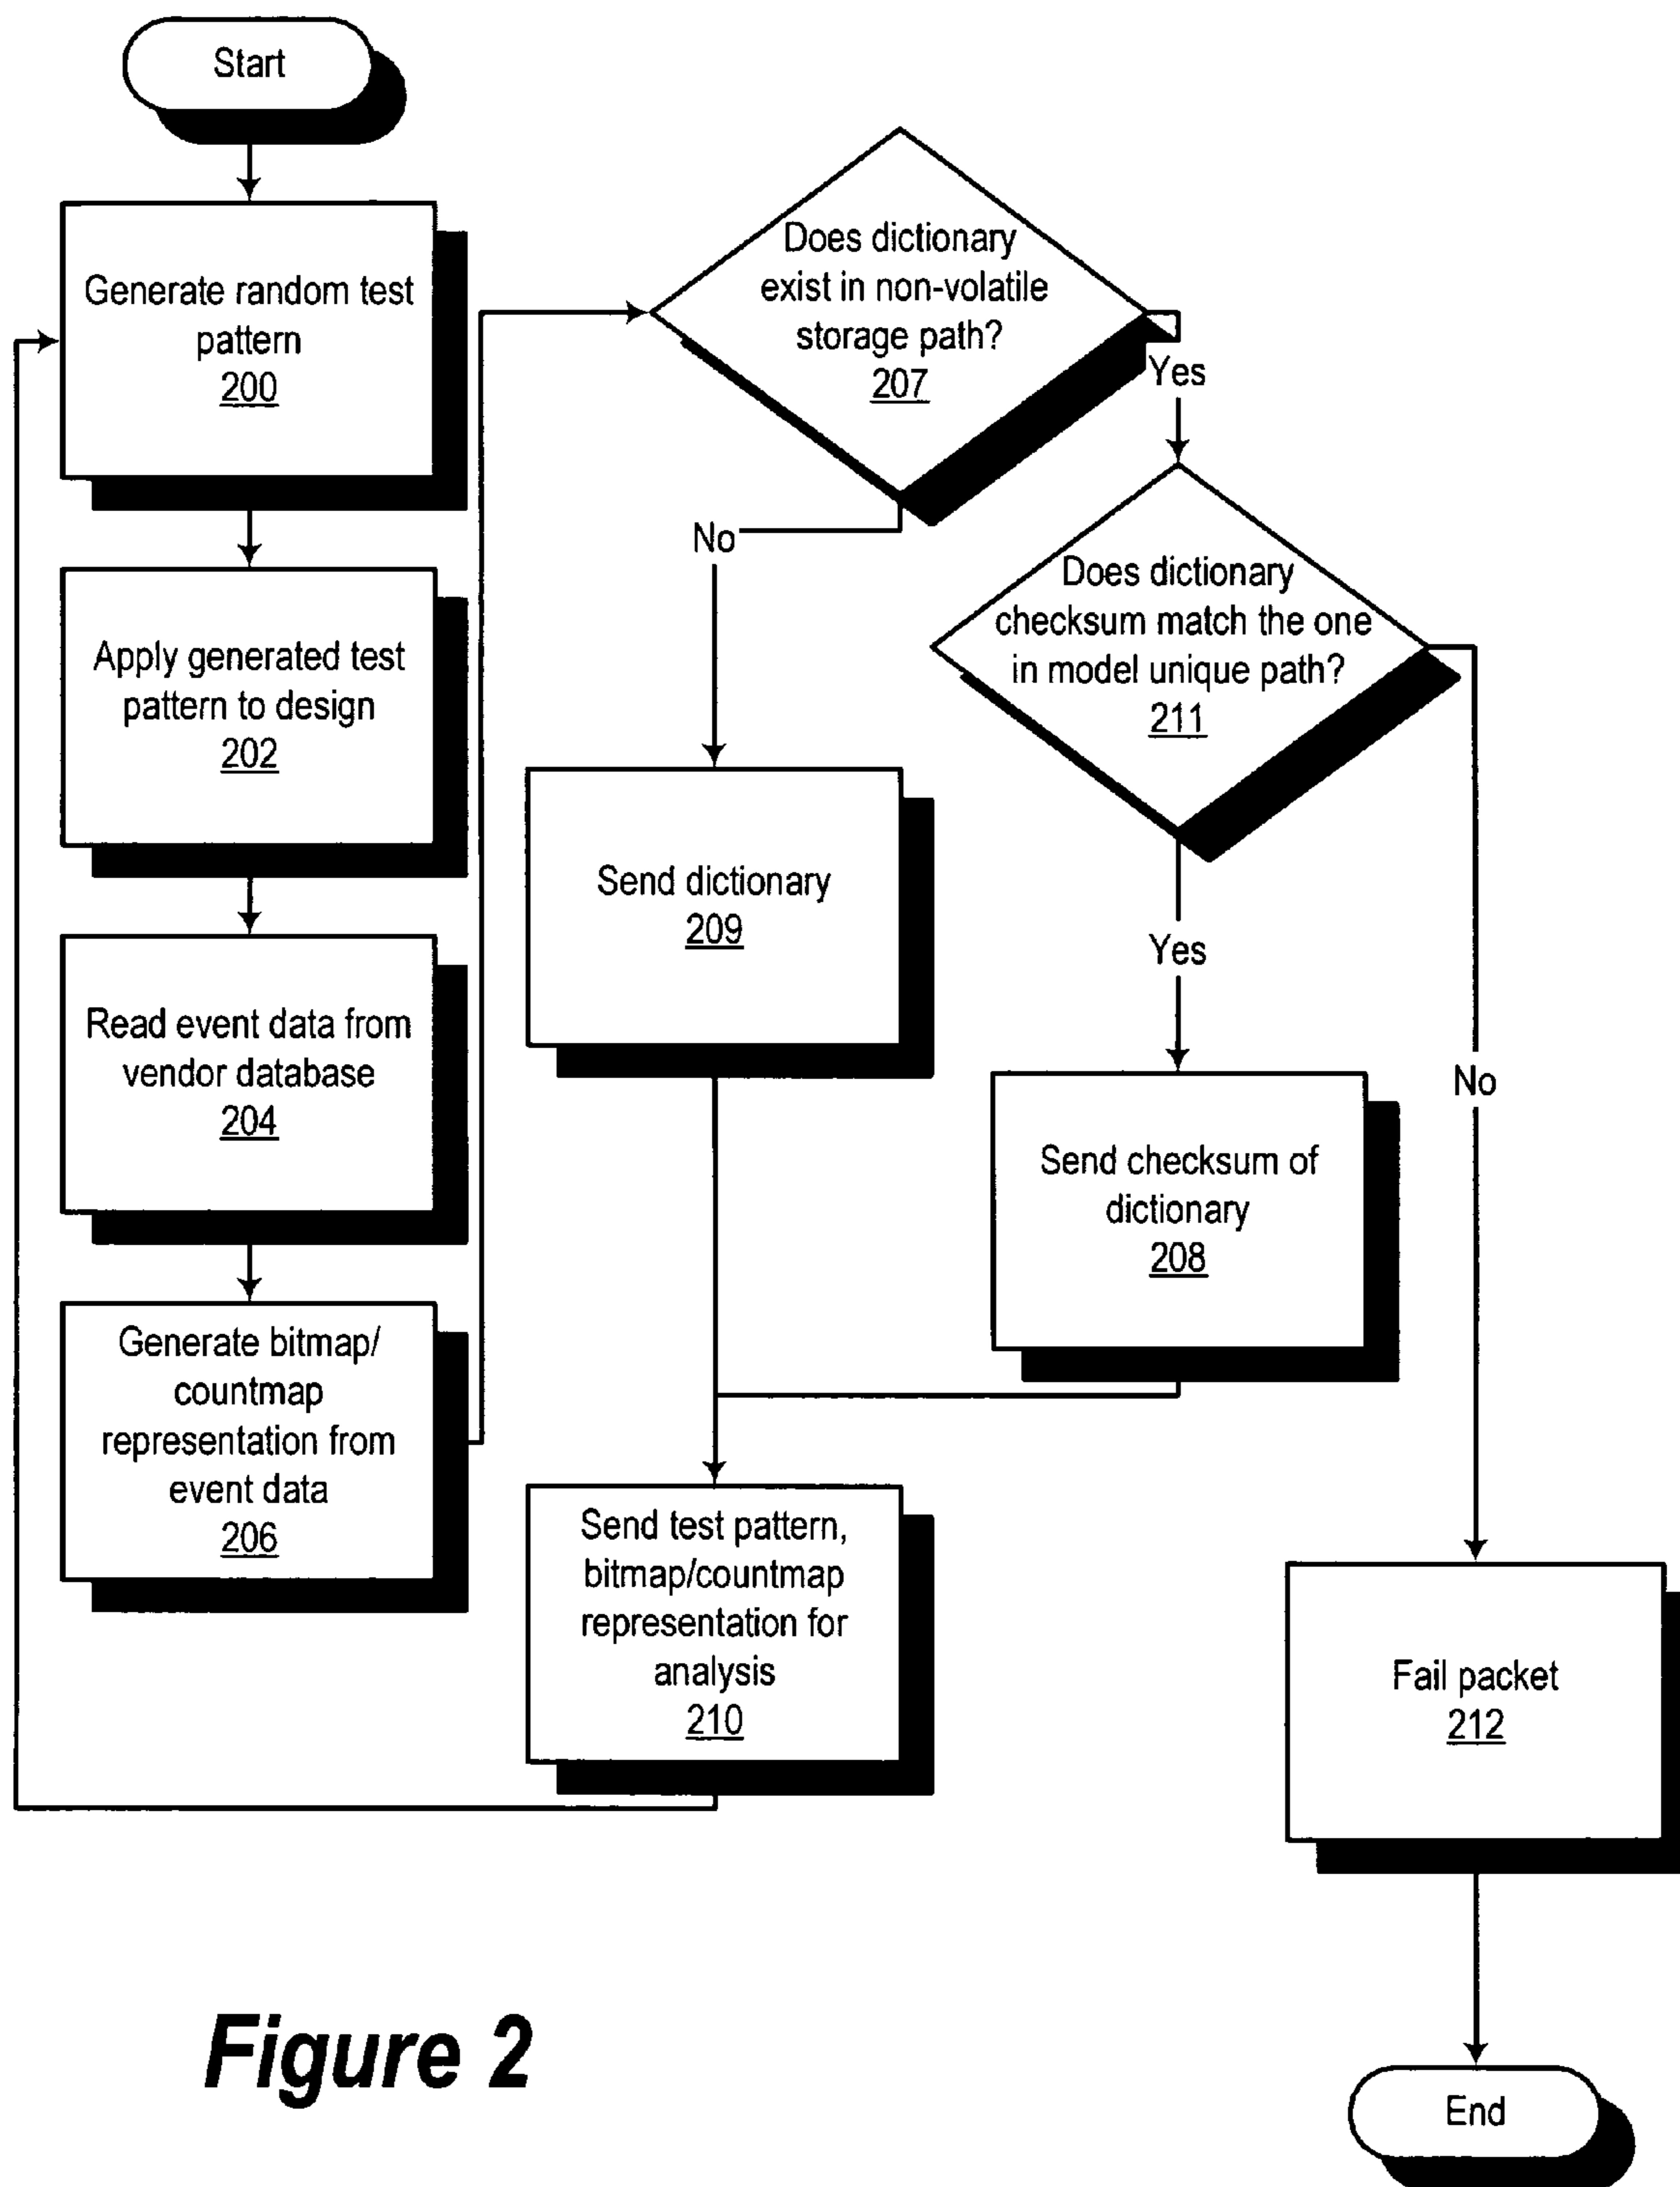 Start
Generate random test
pattern
200
Apply generated test
pattern to design
202
Read event data from
vendor database
204
Generate bitmap/
countmap
representation from
event data
206
Does dictionary
exist in non-volatile
storage path?
207
Yes
No
Does dictionary
checksum match the one
in model unique path?
211
Send dictionary
209
Yes
No
Send checksum of
dictionary
208
Send test pattern,
bitmap/countmap
representation for
analysis
210
Fail packet
212
End
Figure 2